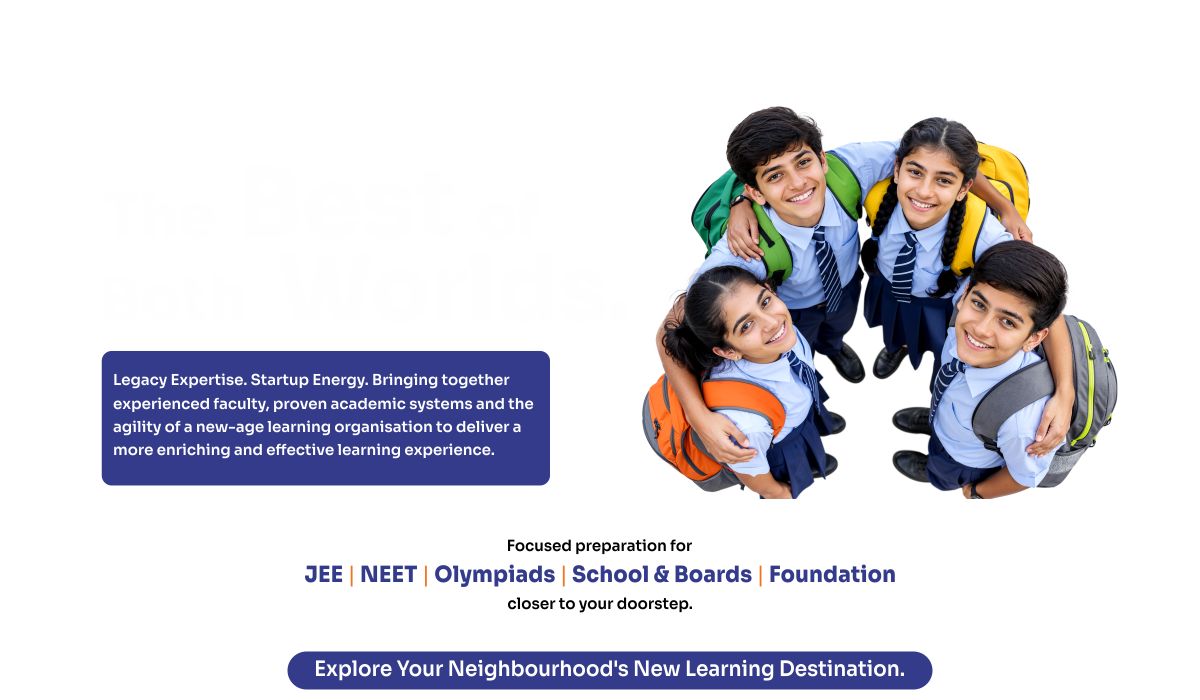 The Best of
Both Worlds.
Legacy Expertise. Startup Energy. Bringing together
experienced faculty, proven academic systems and the
agility of a new-age learning organisation to deliver a
more enriching and effective learning experience.
Focused preparation for
JEE | NEET | Olympiads | School & Boards | Foundation
closer to your doorstep.
Explore Your Neighbourhood's New Learning Destination.